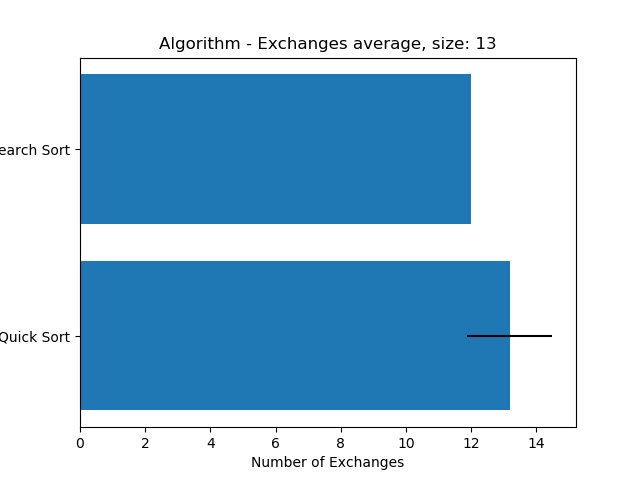 Algorithm - Exchanges average, size: 13
earch Sort
Quick Sort
0 2 4 6 8 10 12 14
Number of Exchanges